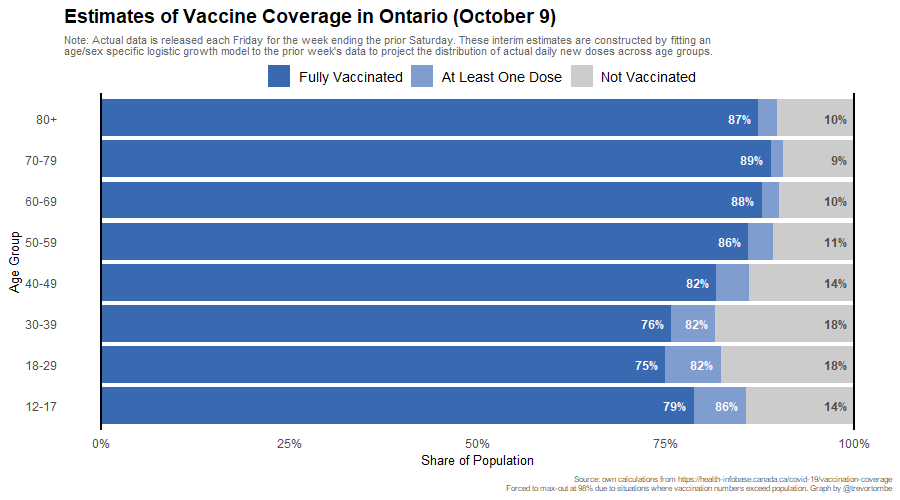 Estimates of Vaccine Coverage in Ontario (October 9)
Note: Actual data is released each Friday for the week ending the prior Saturday. These interim estimates are constructed by fitting an
age/sex specific logistic growth model to the prior week's data to project the distribution of actual daily new doses across age groups.
Fully Vaccinated At Least One Dose Not Vaccinated
80+ 87% 10%
70-79 89% 9%
60-69 88% 10%
50-59 86% 11%
Age Group
40-49 82% 14%
30-39 76% 82% 18%
18-29 75% 82% 18%
12-17 79% 86% 14%
0% 25% 50% 75% 100%
Share of Population
Source: own calculations from https://health-infobase.canada.ca/covid-19/vaccination-coverage
Forced to max-out at 98% due to situations where vaccination numbers exceed population. Graph by @trevortombe